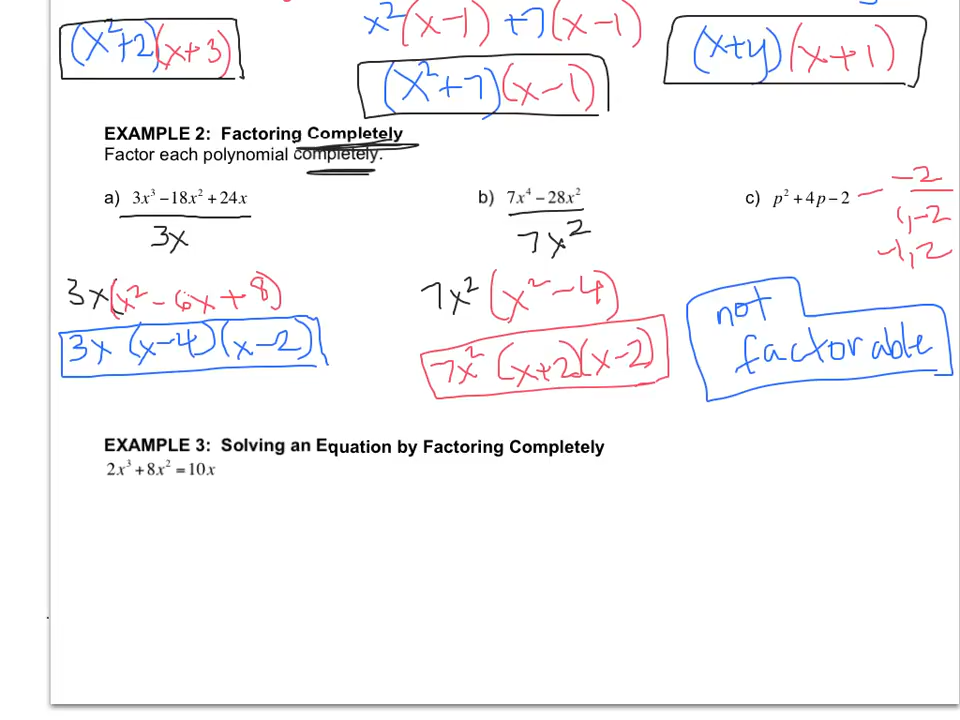 (x²+2)(x+3)
x²(x-1) +7(x-1)
(x²+7)(x-1)
(x+y)(x+1)
EXAMPLE 2: Factoring Completely
Factor each polynomial completely.
a) 3x³ −18x² + 24x
3x
3x(x² - 6x + 8)
3x (x-4)(x-2)
b) 7x⁴ − 28x²
7x²
7x² (x² - 4)
7x² (x+2)(x-2)
c) p² + 4p − 2
-2
1,-2
-1,2
not
factorable
EXAMPLE 3: Solving an Equation by Factoring Completely
2x³ + 8x² = 10x